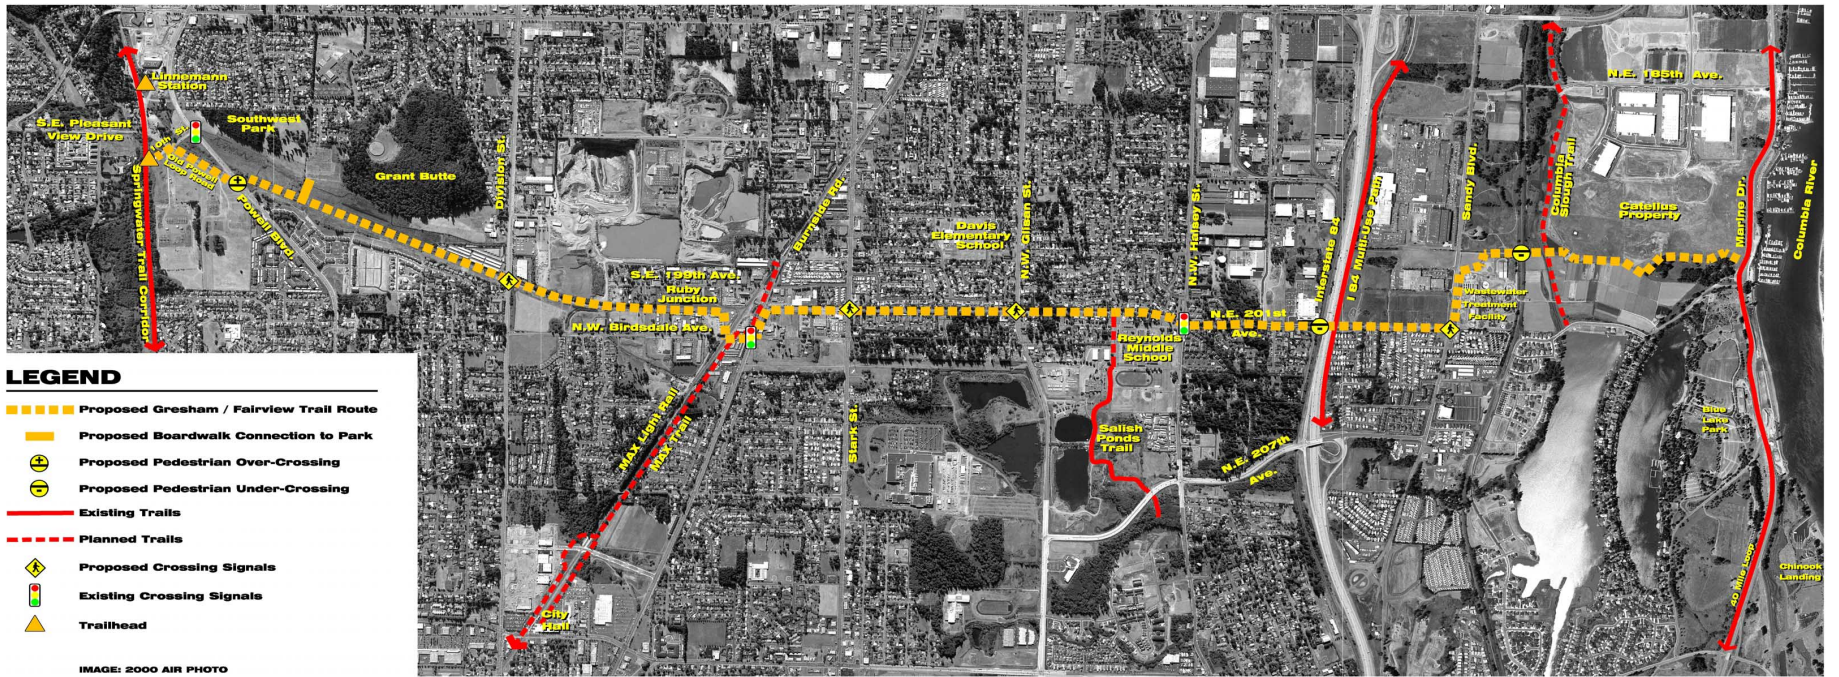 Linnemann
Station
S.E. Pleasant
View Drive
10th St.
Southwest
Park
Old Powell
Loop Road
Grant Butte
Springwater Trail Corridor
Powell Blvd.
Division St.
S.E. 199th Ave.
Ruby
Junction
N.W. Birdsdale Ave.
Burnside Rd.
MAX Light Rail
MAX Trail
City
Hall
Stark St.
Davis
Elementary
School
N.W. Glisan St.
N.W. Halsey St.
Reynolds
Middle
School
N.E. 201st
Ave.
Salish
Ponds
Trail
N.E. 207th
Ave.
Interstate 84
I 84 Multi-Use Path
Sandy Blvd.
Wastewater
Treatment
Facility
Columbia
Slough Trail
N.E. 185th Ave.
Catellus
Property
Marine Dr.
Columbia River
Blue
Lake
Park
40 Mile Loop
Chinook
Landing
LEGEND
Proposed Gresham / Fairview Trail Route
Proposed Boardwalk Connection to Park
Proposed Pedestrian Over-Crossing
Proposed Pedestrian Under-Crossing
Existing Trails
Planned Trails
Proposed Crossing Signals
Existing Crossing Signals
Trailhead
IMAGE: 2000 AIR PHOTO